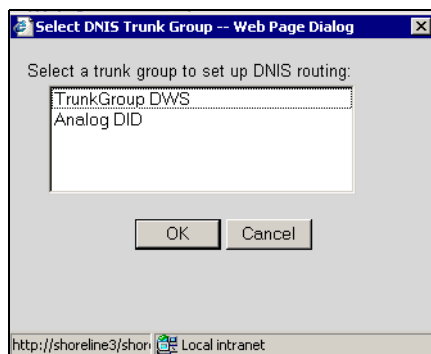 Select DNIS Trunk Group -- Web Page Dialog
Select a trunk group to set up DNIS routing:
TrunkGroup DWS
Analog DID
OK Cancel
http://shoreline3/shor Local intranet